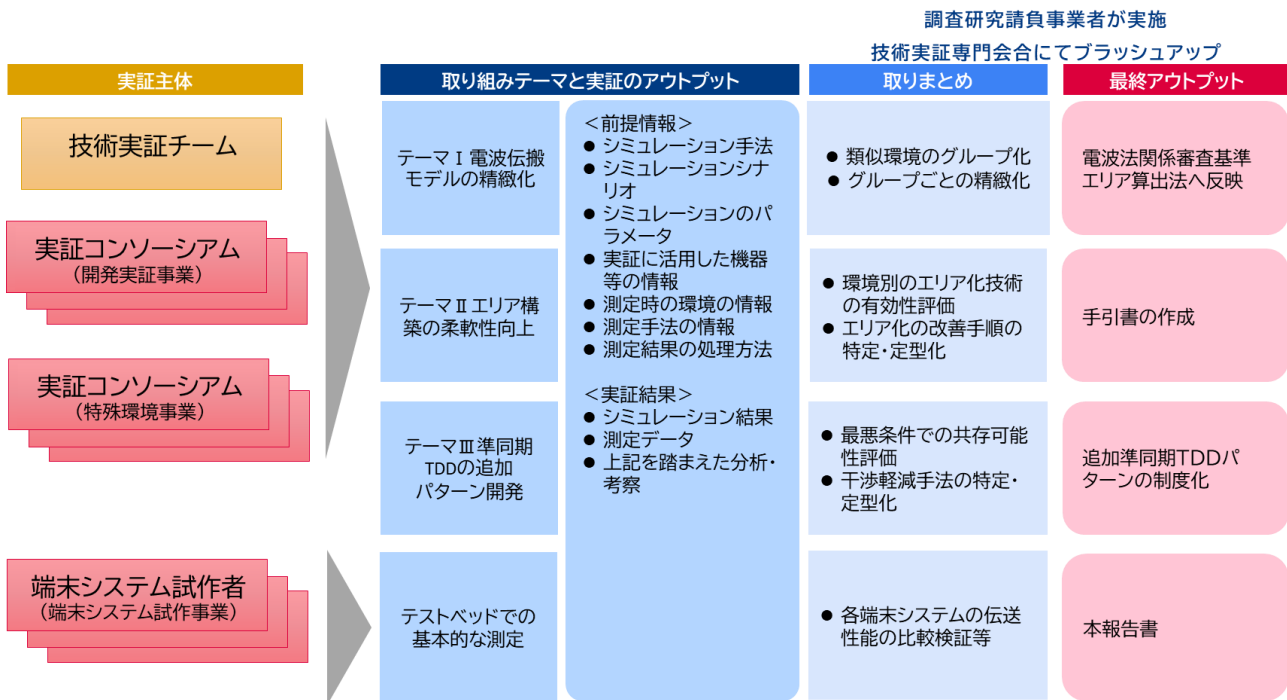 調査研究請負事業者が実施
技術実証専門会合にてブラッシュアップ
実証主体
取り組みテーマと実証のアウトプット
取りまとめ
最終アウトプット
技術実証チーム
実証コンソーシアム
(開発実証事業)
実証コンソーシアム
(特殊環境事業)
端末システム試作者
(端末システム試作事業)
テーマⅠ電波伝搬
モデルの精緻化
テーマⅡエリア構
築の柔軟性向上
テーマⅢ準同期
TDDの追加
パターン開発
テストベッドでの
基本的な測定
<前提情報>
● シミュレーション手法
● シミュレーションシナ
リオ
● シミュレーションのパ
ラメータ
● 実証に活用した機器
等の情報
● 測定時の環境の情報
● 測定手法の情報
● 測定結果の処理方法
<実証結果>
● シミュレーション結果
● 測定データ
● 上記を踏まえた分析・
考察
● 類似環境のグループ化
● グループごとの精緻化
● 環境別のエリア化技術
の有効性評価
● エリア化の改善手順の
特定・定型化
● 最悪条件での共存可能
性評価
● 干渉軽減手法の特定・
定型化
● 各端末システムの伝送
性能の比較検証等
電波法関係審査基準
エリア算出法へ反映
手引書の作成
追加準同期TDDパ
ターンの制度化
本報告書